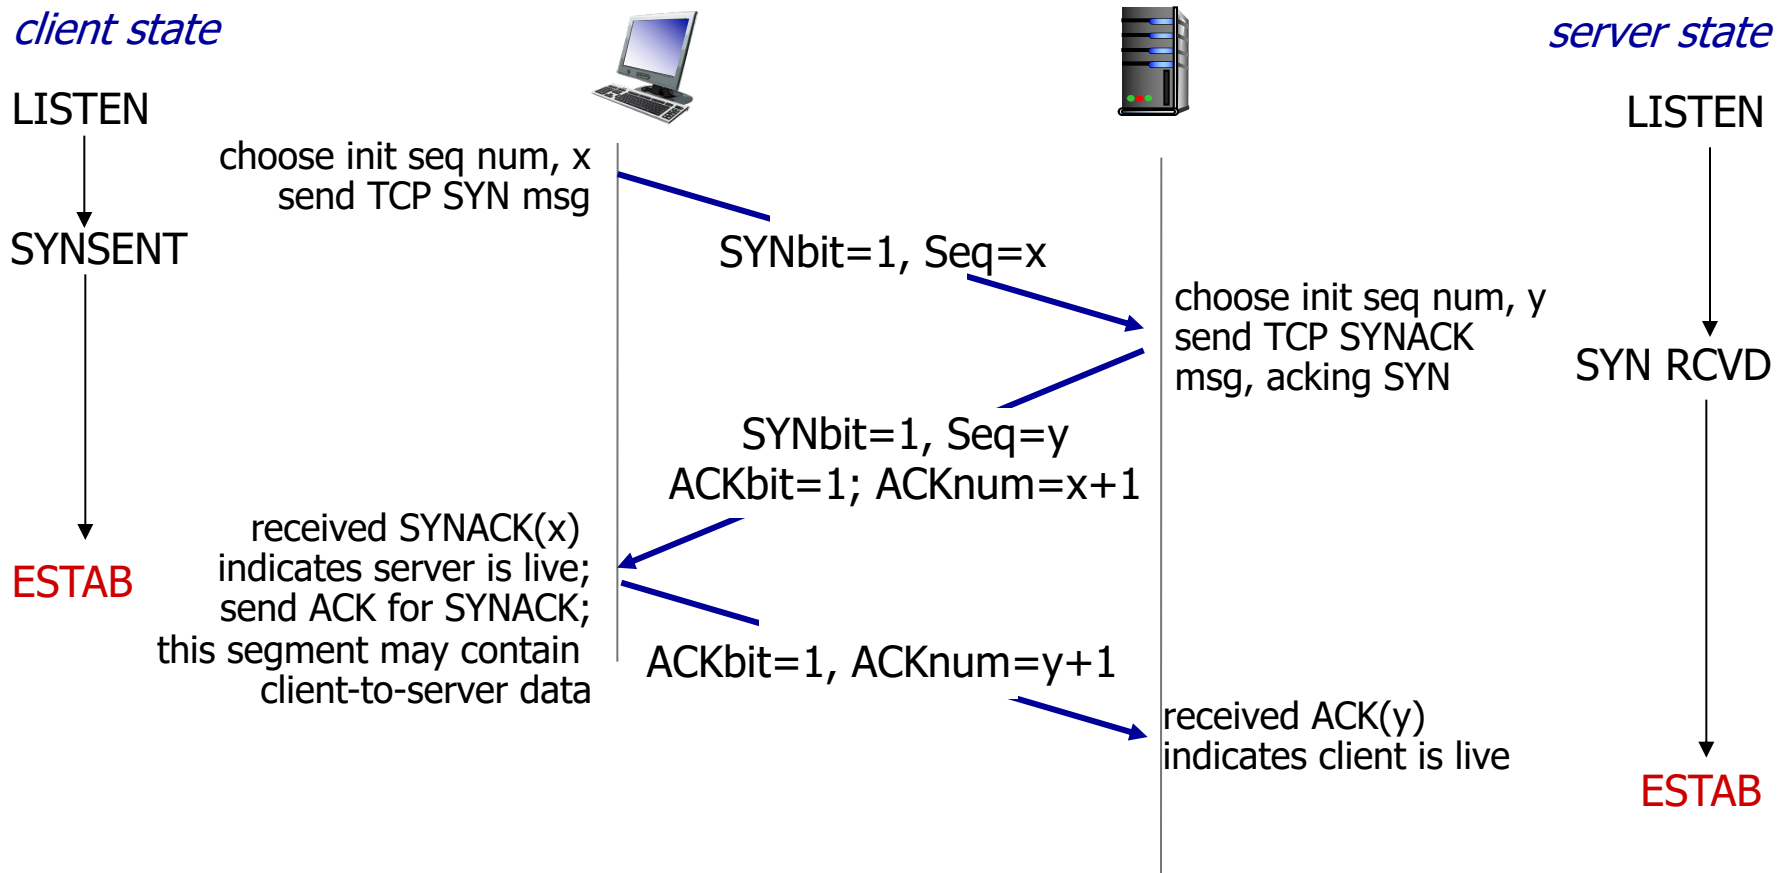 client state
server state
LISTEN
LISTEN
choose init seq num, x
send TCP SYN msg
SYNSENT
SYNbit=1, Seq=x
choose init seq num, y
send TCP SYNACK
msg, acking SYN
SYN RCVD
SYNbit=1, Seq=y
ACKbit=1; ACKnum=x+1
received SYNACK(x)
indicates server is live;
send ACK for SYNACK;
this segment may contain
client-to-server data
ESTAB
ACKbit=1, ACKnum=y+1
received ACK(y)
indicates client is live
ESTAB